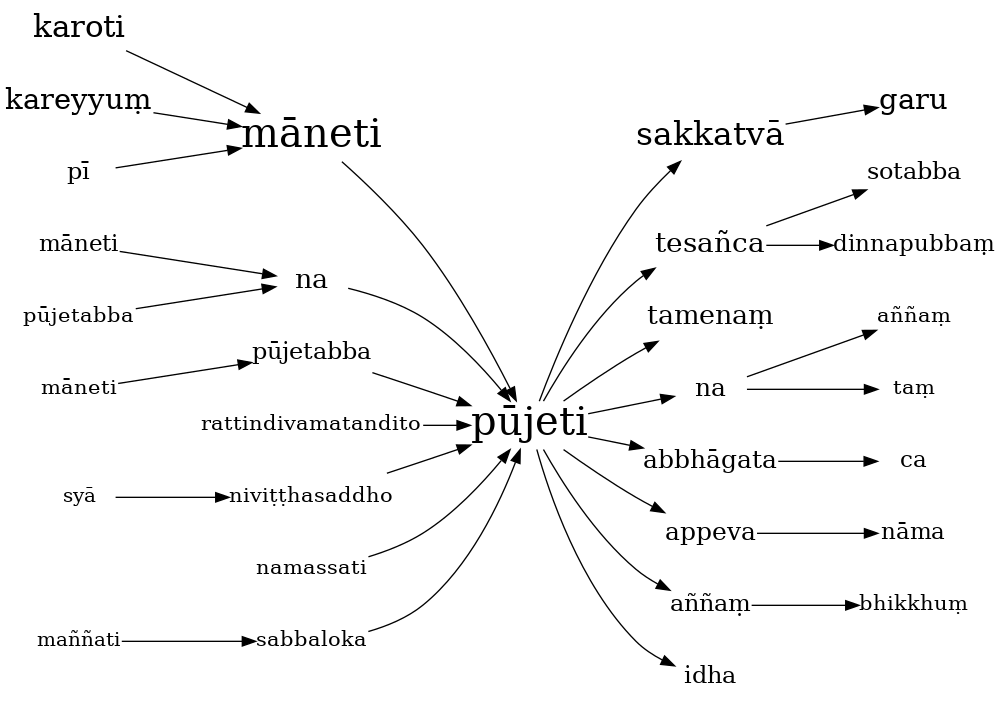 karoti
kareyyuṃ
garu
māneti
sakkatvā
pī
sotabba
māneti
tesañca
dinnapubbaṃ
na
pūjetabba
tamenaṃ
aññaṃ
pūjetabba
māneti
na
taṃ
rattindivamatandito
pūjeti
abbhāgata
ca
syā
niviṭṭhasaddho
appeva
nāma
namassati
aññaṃ
bhikkhuṃ
maññati
sabbaloka
idha